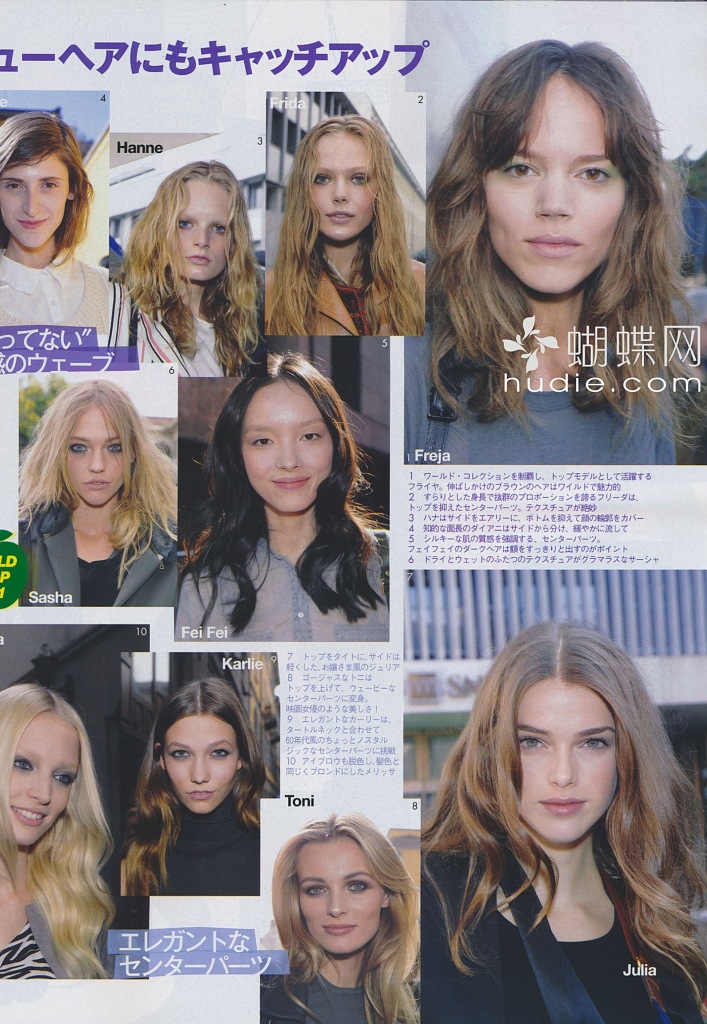 ューヘアにもキャッチアップ
e
4
Hanne
3
Frida
2
蝴蝶网
hudie.com
1 Freja
ってない"
感のウェーブ
6
5
Sasha
Fei Fei
LD
P
1
1 ワールド・コレクションを制覇し、トップモデルとして活躍する
フライヤ。伸ばしかけのブラウンのヘアはワイルドで魅力的
2 すらりとした身長で抜群のプロポーションを誇るフリーダは、
トップを抑えたセンターパーツ。テクスチュアが絶妙
3 ハナはサイドをエアリーに、ボトムを抑えて顔の輪郭をカバー
4 知的な面長のダイアニはサイドから分け、緩やかに流して
5 シルキーな肌の質感を強調する、センターパーツ。
フェイフェイのダークヘアは額をすっきりと出すのがポイント
6 ドライとウェットのふたつのテクスチュアがグラマラスなサーシャ
7
a
10
Karlie
9
7 トップをタイトに、サイドは
軽くした、お嬢さま風のジュリア
8 ゴージャスなトニは
トップを上げて、ウェービーな
センターパーツに変身。
映画女優のような美しさ！
9 エレガントなカーリーは、
タートルネックと合わせて
60年代風のちょっとノスタル
ジックなセンターパーツに挑戦
10 アイブロウも脱色し、髪色と
同じくブロンドにしたメリッサ
Toni
8
エレガントな
センターパーツ
Julia